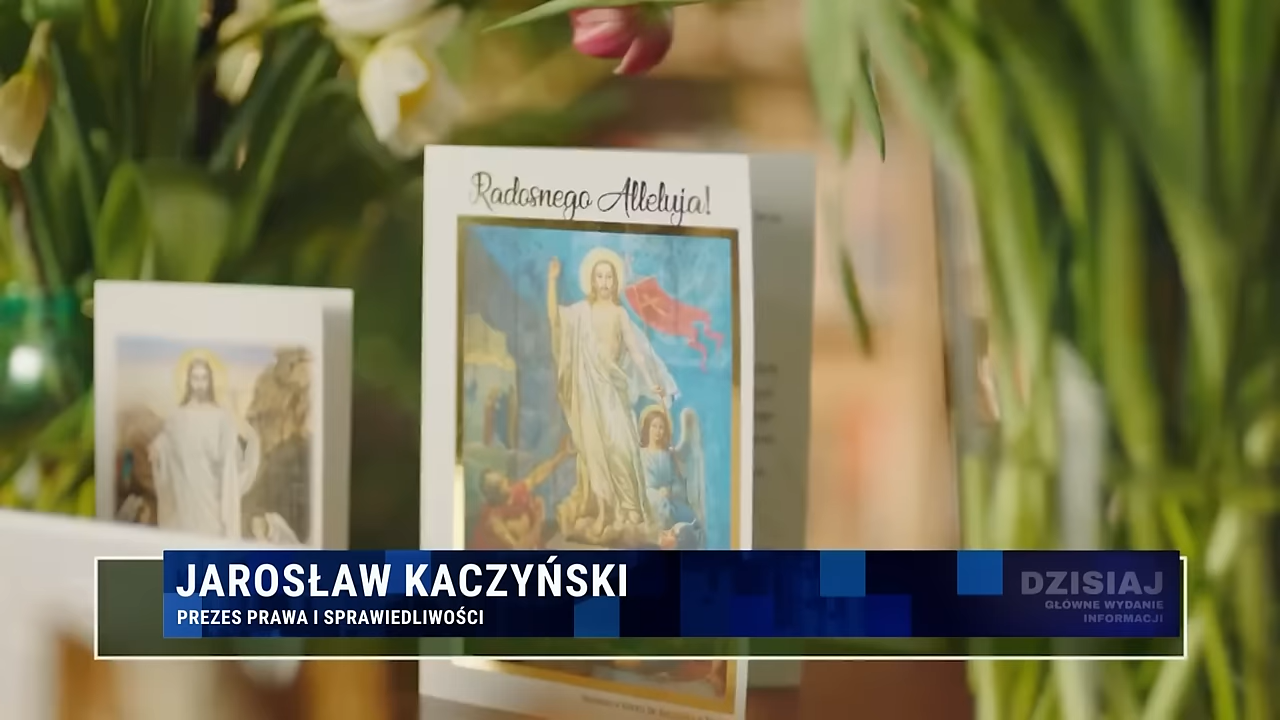 Radosnego Alleluja!
JAROSŁAW KACZYŃSKI
PREZES PRAWA I SPRAWIEDLIWOŚCI
DZISIAJ
GŁÓWNE WYDANIE
INFORMACJI